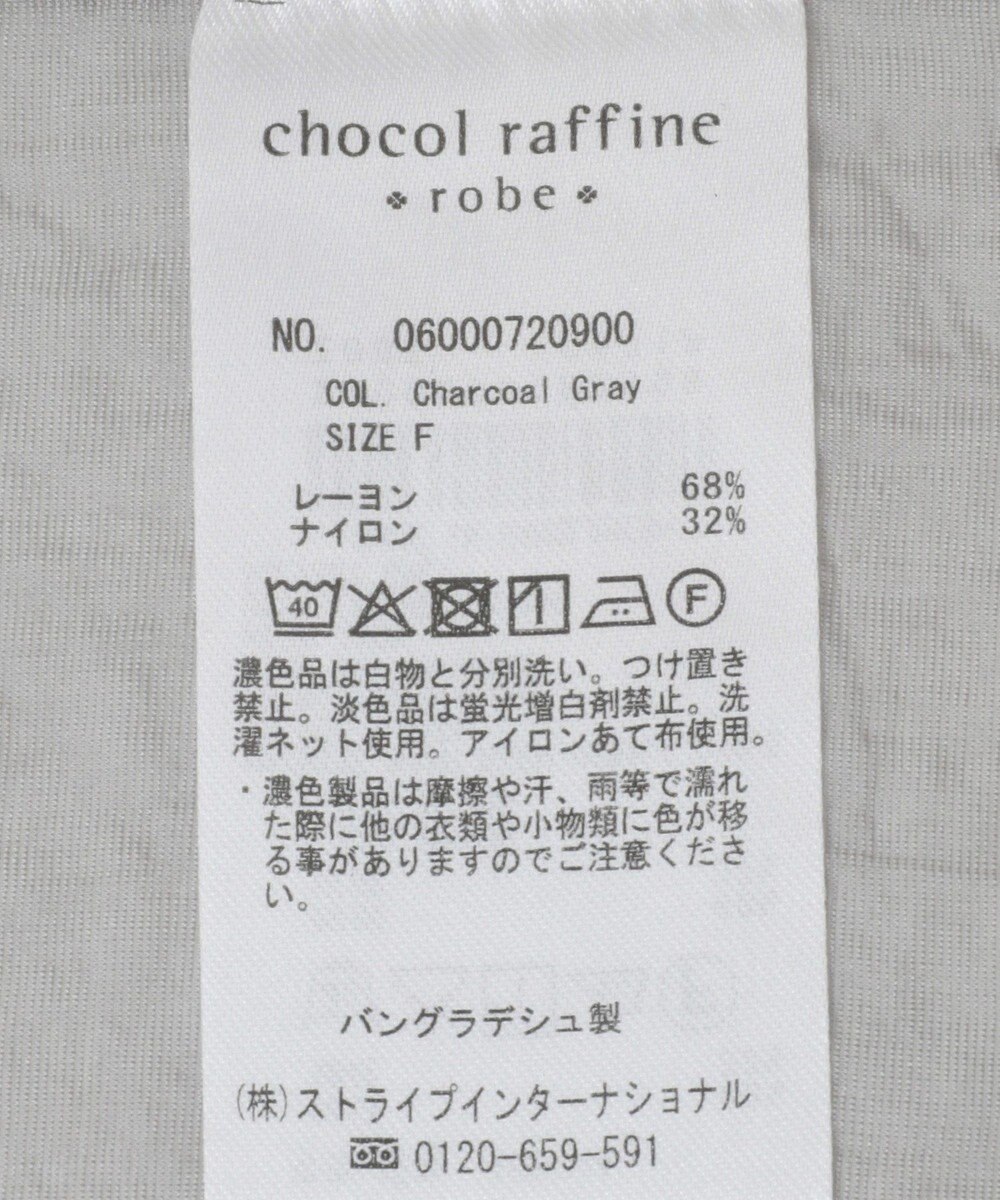 chocol raffine
robe
NO. 06000720900
COL. Charcoal Gray
SIZE F
レーヨン 68%
ナイロン 32%
40 F
濃色品は白物と分別洗い。つけ置き
禁止。淡色品は蛍光増白剤禁止。洗
濯ネット使用。アイロンあて布使用。
・濃色製品は摩擦や汗、雨等で濡れ
た際に他の衣類や小物類に色が移
る事がありますのでご注意くださ
い。
バングラデシュ製
(株)ストライプインターナショナル
0120-659-591